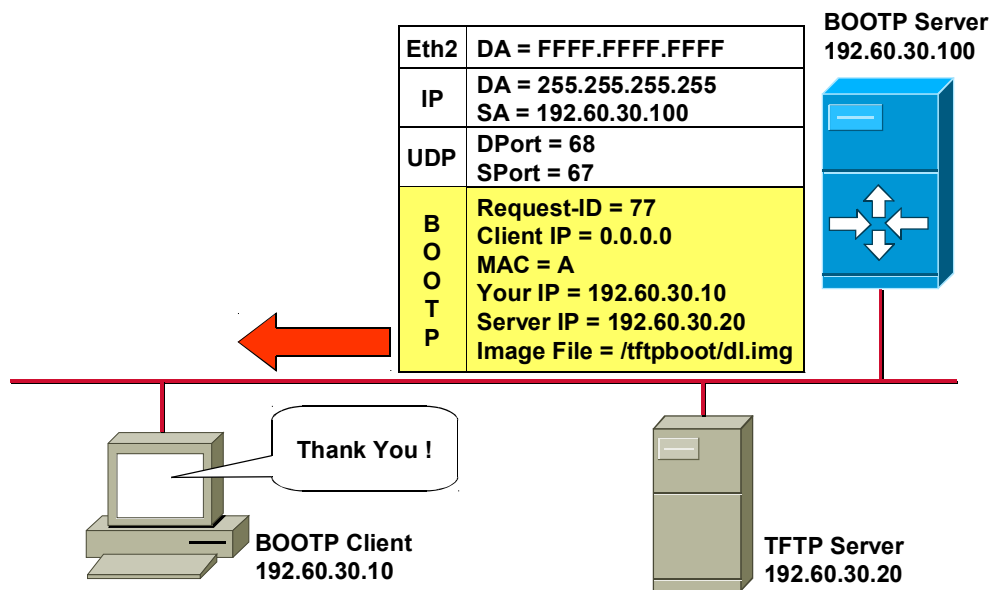 BOOTP Server
192.60.30.100
Eth2 DA = FFFF.FFFF.FFFF
IP
DA = 255.255.255.255
SA = 192.60.30.100
UDP
DPort = 68
SPort = 67
B
O
O
T
P
Request-ID = 77
Client IP = 0.0.0.0
MAC = A
Your IP = 192.60.30.10
Server IP = 192.60.30.20
Image File = /tftpboot/dl.img
Thank You !
BOOTP Client
192.60.30.10
TFTP Server
192.60.30.20